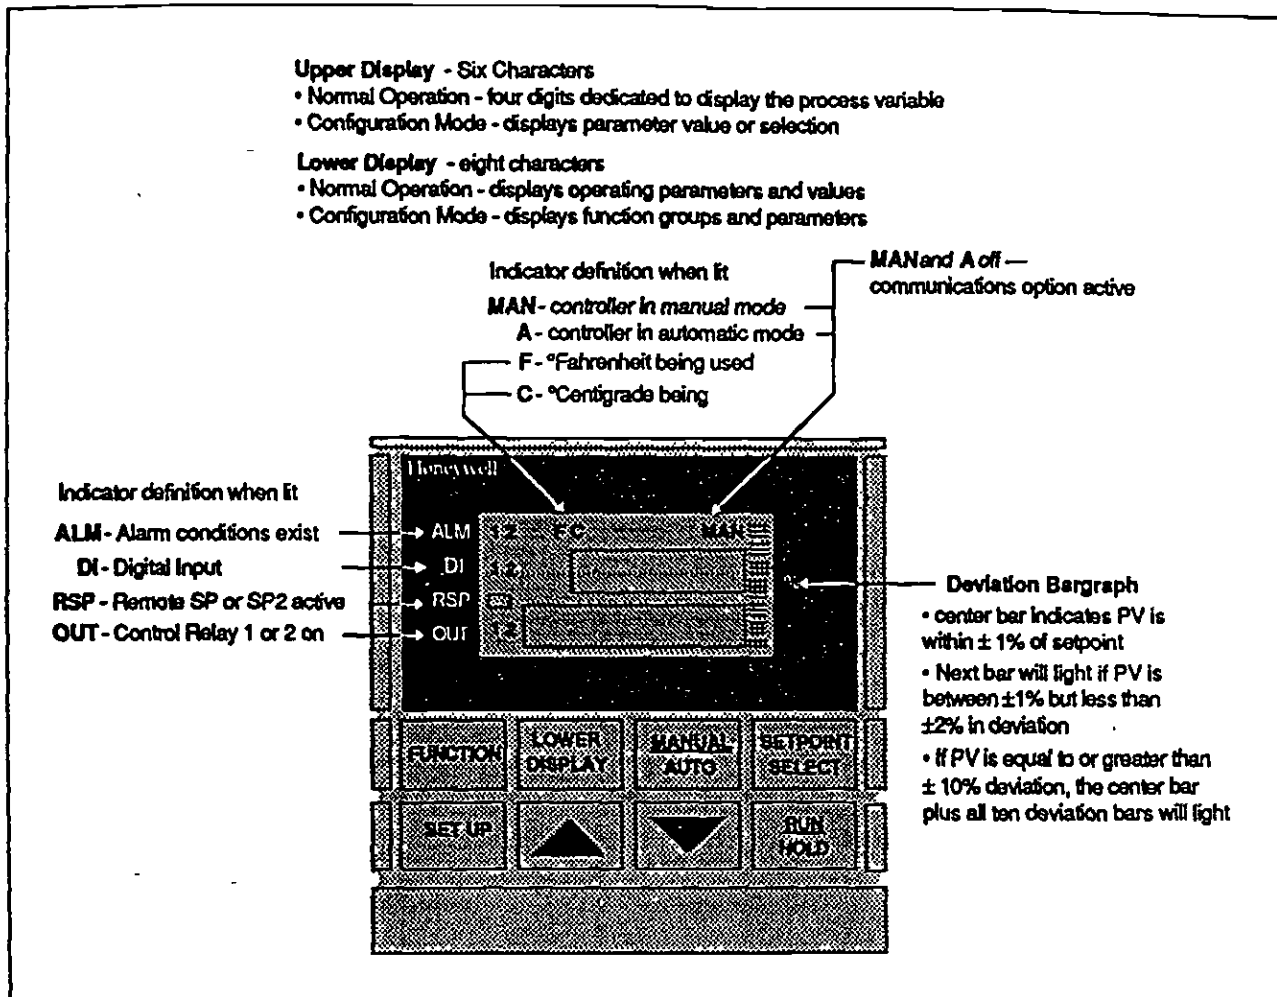 Upper Display - Six Characters
• Normal Operation - four digits dedicated to display the process variable
• Configuration Mode - displays parameter value or selection
Lower Display - eight characters
• Normal Operation - displays operating parameters and values
• Configuration Mode - displays function groups and parameters
Indicator definition when lit
MAN - controller in manual mode
A - controller in automatic mode
F - °Fahrenheit being used
C - °Centigrade being
MAN and A off —
communications option active
Indicator definition when lit
ALM - Alarm conditions exist
DI - Digital Input
RSP - Remote SP or SP2 active
OUT - Control Relay 1 or 2 on
Honeywell
ALM 12 F C MAN
DI 12
RSP
OUT 12
%
Deviation Bargraph
• center bar indicates PV is
within ± 1% of setpoint
• Next bar will light if PV is
between ±1% but less than
±2% in deviation
• If PV is equal to or greater than
± 10% deviation, the center bar
plus all ten deviation bars will light
FUNCTION
LOWER
DISPLAY
MANUAL
AUTO
SETPOINT
SELECT
SET UP
RUN
HOLD